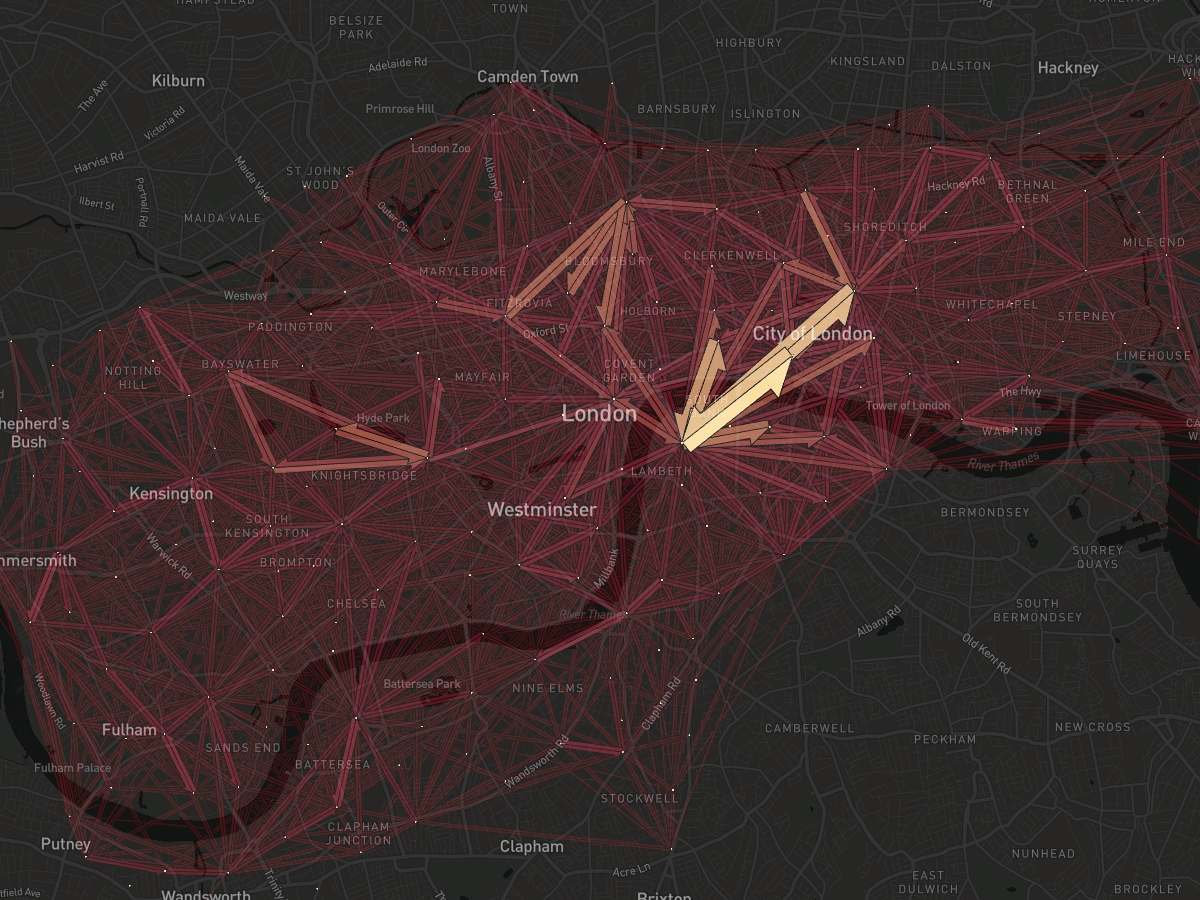 HAMPSTEAD
TOWN
BELSIZE
PARK
HIGHBURY
KINGSLAND
DALSTON
Hackney
Adelaide Rd
Camden Town
Kilburn
The Ave
Primrose Hill
BARNSBURY
ISLINGTON
Victoria Rd
London Zoo
Harvist Rd
Maida Vale
ST JOHN'S
WOOD
Albany St
Portnall Rd
Ilbert St
MAIDA VALE
Outer Cir
Hackney Rd
BETHNAL
GREEN
SHOREDITCH
MILE END
CLERKENWELL
BLOOMSBURY
MARYLEBONE
Westway
FITZROVIA
HOLBORN
WHITECHAPEL
STEPNEY
PADDINGTON
Oxford St
City of London
LIMEHOUSE
BAYSWATER
NOTTING
HILL
MAYFAIR
COVENT
GARDEN
The Hwy
Tower of London
Hyde Park
London
WAPPING
hepherd's
Bush
River Thames
KNIGHTSBRIDGE
LAMBETH
Kensington
Westminster
BERMONDSEY
SOUTH
KENSINGTON
Warwick Rd
mmersmith
BROMPTON
SURREY
QUAYS
Millbank
CHELSEA
River Thames
SOUTH
BERMONDSEY
Albany Rd
Old Kent Rd
Woodlawn Rd
Battersea Park
NINE ELMS
Clapham Rd
Fulham
CAMBERWELL
NEW CROSS
PECKHAM
SANDS END
BATTERSEA
Wandsworth Rd
Fulham Palace
STOCKWELL
CLAPHAM
JUNCTION
Putney
Clapham
NUNHEAD
Acre Ln
EAST
DULWICH
BROCKLEY
tfield Ave
Wandsworth
Trinity
Brixton